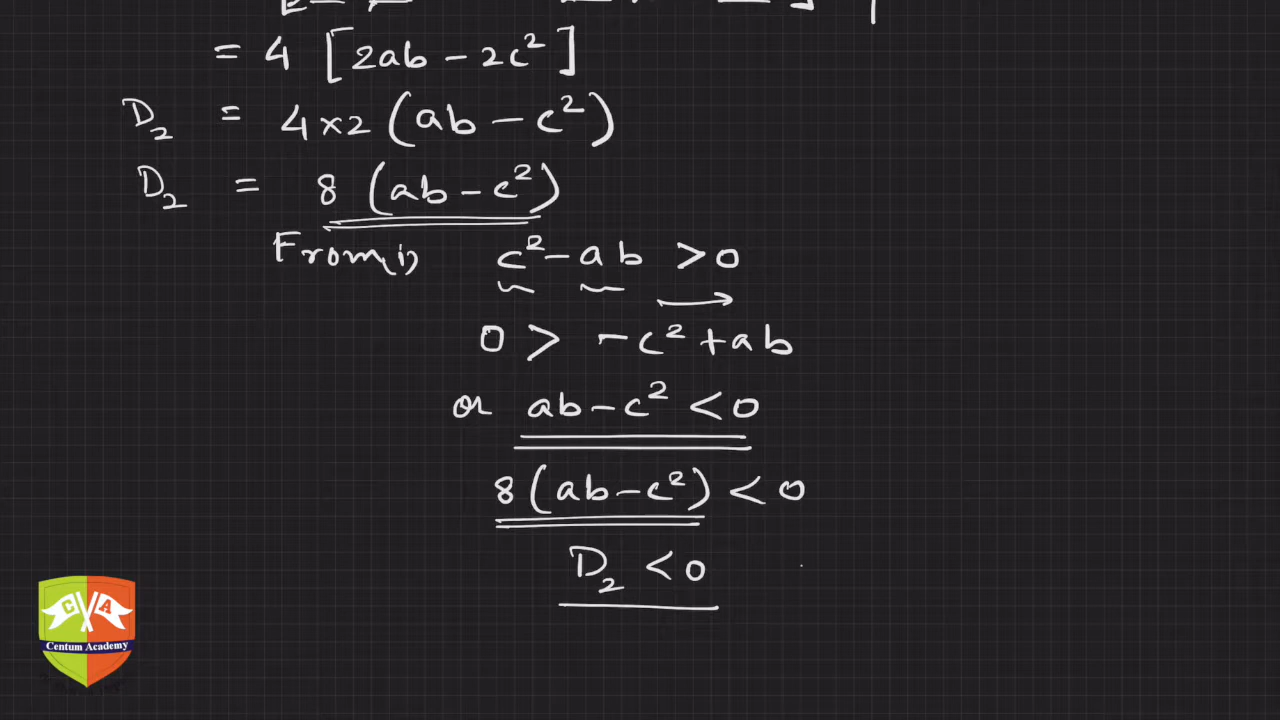 = 4 [2ab - 2c²]
D₂ = 4×2 (ab - c²)
D₂ = 8 (ab - c²)
From (1) c² - ab > 0
0 > -c² + ab
or ab - c² < 0
8 (ab - c²) < 0
D₂ < 0
C A
Centum Academy